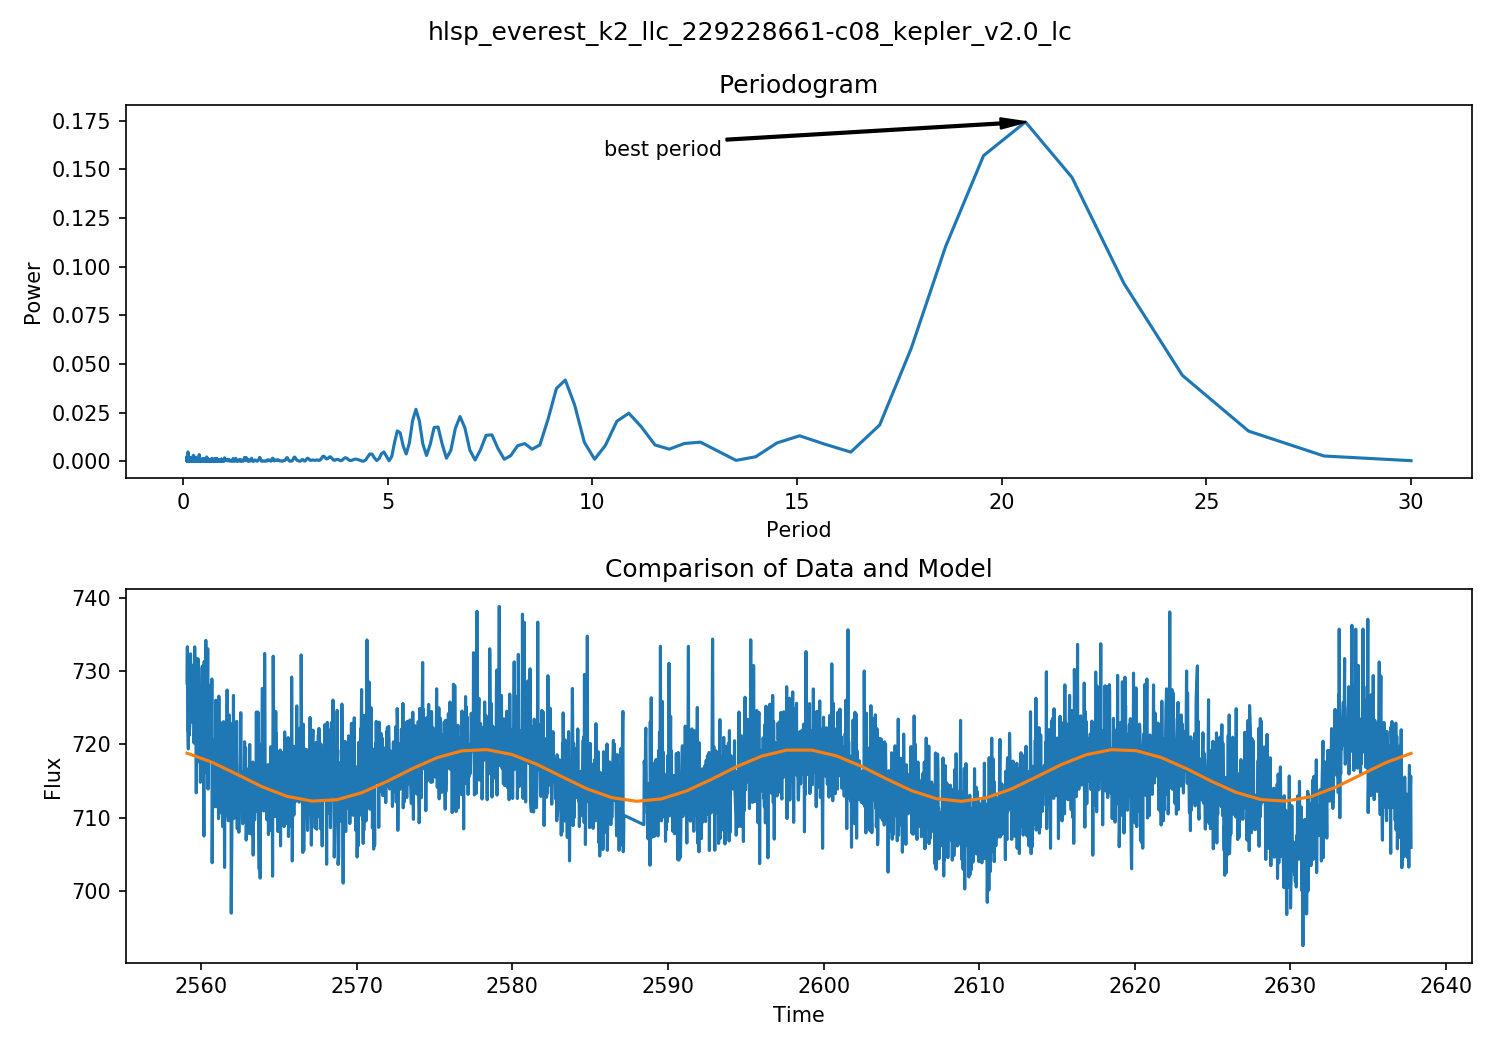 hlsp_everest_k2_llc_229228661-c08_kepler_v2.0_lc
Periodogram
0.175
0.150
0.125
0.100
0.075
0.050
0.025
0.000
Power
best period
0 5 10 15 20 25 30
Period
Comparison of Data and Model
740
730
720
710
700
Flux
2560 2570 2580 2590 2600 2610 2620 2630 2640
Time